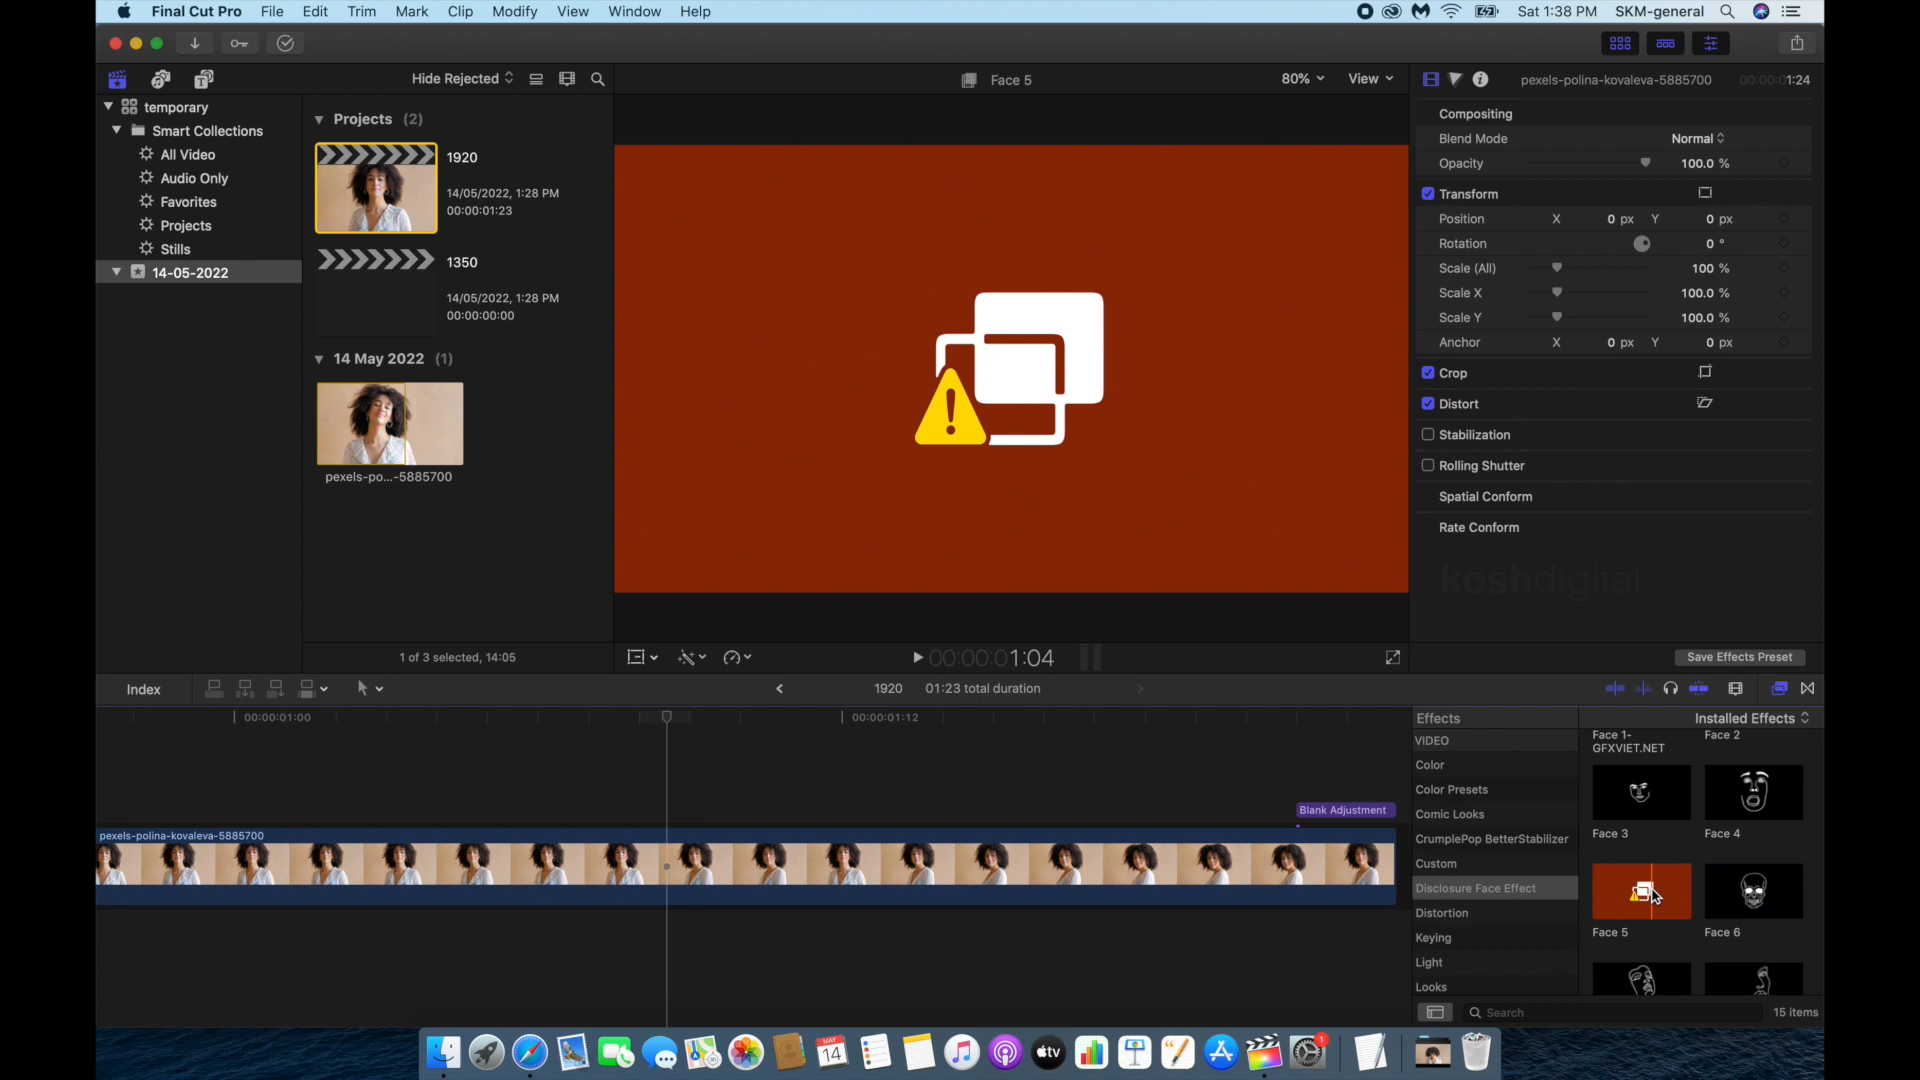 Final Cut Pro File Edit Trim Mark Clip Modify View Window Help
Sat 1:38 PM SKM-general
Hide Rejected
Face 5
80% View
pexels-polina-kovaleva-5885700 00:00:01:24
temporary
Smart Collections
All Video
Audio Only
Favorites
Projects
Stills
14-05-2022
Projects (2)
1920
14/05/2022, 1:28 PM
00:00:01:23
1350
14/05/2022, 1:28 PM
00:00:00:00
14 May 2022 (1)
pexels-po...-5885700
1 of 3 selected, 14:05
00:00:01:04
Compositing
Blend Mode Normal
Opacity 100.0 %
Transform
Position X 0 px Y 0 px
Rotation 0 °
Scale (All) 100 %
Scale X 100.0 %
Scale Y 100.0 %
Anchor X 0 px Y 0 px
Crop
Distort
Stabilization
Rolling Shutter
Spatial Conform
Rate Conform
koshdigital
Save Effects Preset
Index
1920 01:23 total duration
00:00:01:00
00:00:01:12
Blank Adjustment
pexels-polina-kovaleva-5885700
Effects
Installed Effects
VIDEO
Color
Color Presets
Comic Looks
CrumplePop BetterStabilizer
Custom
Disclosure Face Effect
Distortion
Keying
Light
Looks
Face 1-
GFXVIET.NET
Face 2
Face 3
Face 4
Face 5
Face 6
Search
15 items
MAY
14
tv
1